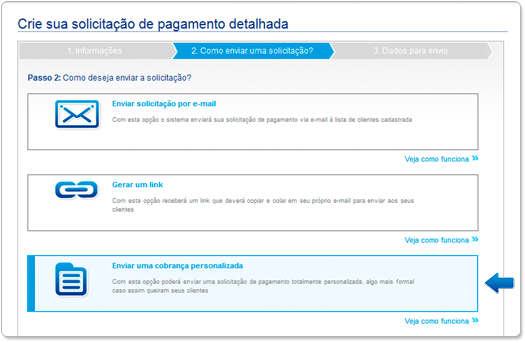 Crie sua solicitação de pagamento detalhada
1. Informações
2. Como enviar uma solicitação?
3. Dados para envio
Passo 2: Como deseja enviar a solicitação?
Enviar solicitação por e-mail
Com esta opção o sistema enviará sua solicitação de pagamento via e-mail à lista de clientes cadastrada
Veja como funciona »
Gerar um link
Com esta opção receberá um link que deverá copiar e colar em seu próprio e-mail para enviar aos seus
clientes
Veja como funciona »
Enviar uma cobrança personalizada
Com esta opción poderá enviar uma solicitação de pagamento totalmente personalizada, algo mais formal
caso assim queiram seus clientes
Veja como funciona »